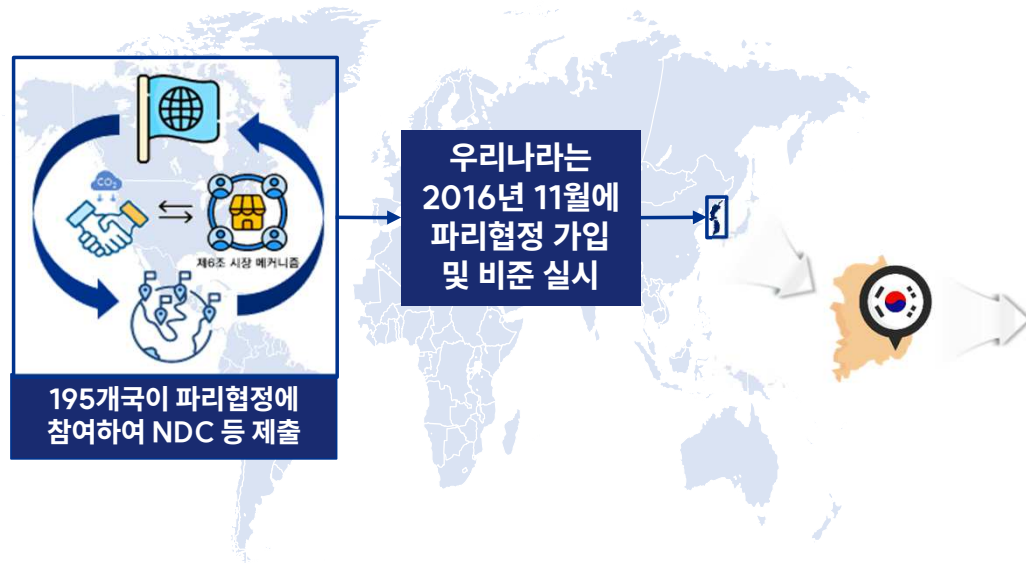 CO₂
제6조 시장 메커니즘
195개국이 파리협정에
참여하여 NDC 등 제출
우리나라는
2016년 11월에
파리협정 가입
및 비준 실시